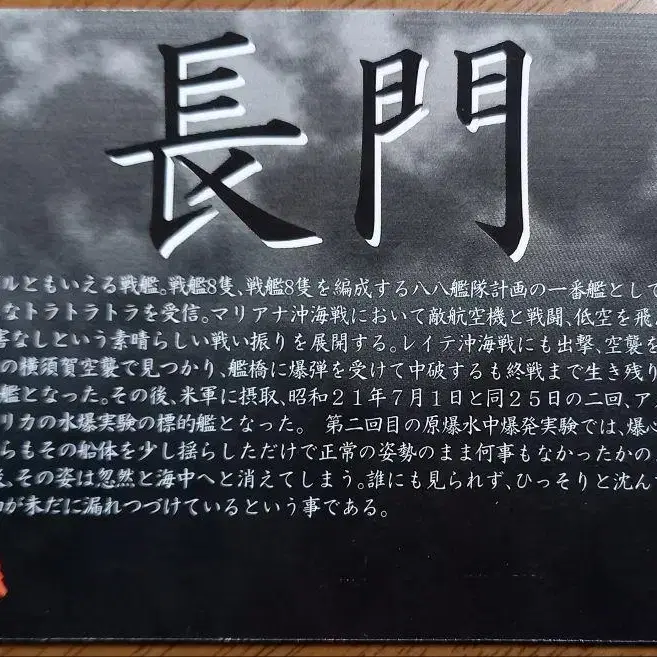 長門
ルともいえる戦艦。戦艦8隻、戦艦8隻を編成する八八艦隊計画の一番艦として
なトラトラトラを受信。マリアナ沖海戦において敵航空機と戦闘、低空を飛
害なしという素晴らしい戦い振りを展開する。レイテ沖海戦にも出撃、空襲を
の横須賀空襲で見つかり、艦橋に爆弾を受けて中破するも終戦まで生き残り
艦となった。その後、米軍に摂取、昭和21年7月1日と同25日の二回、ア
リカの水爆実験の標的艦となった。 第二回目の原爆水中爆発実験では、爆心
らもその船体を少し揺らしただけで正常の姿勢のまま何事もなかったかの
、その姿は忽然と海中へと消えてしまう。誰にも見られず、ひっそりと沈ん
が未だに漏れつづけているという事である。